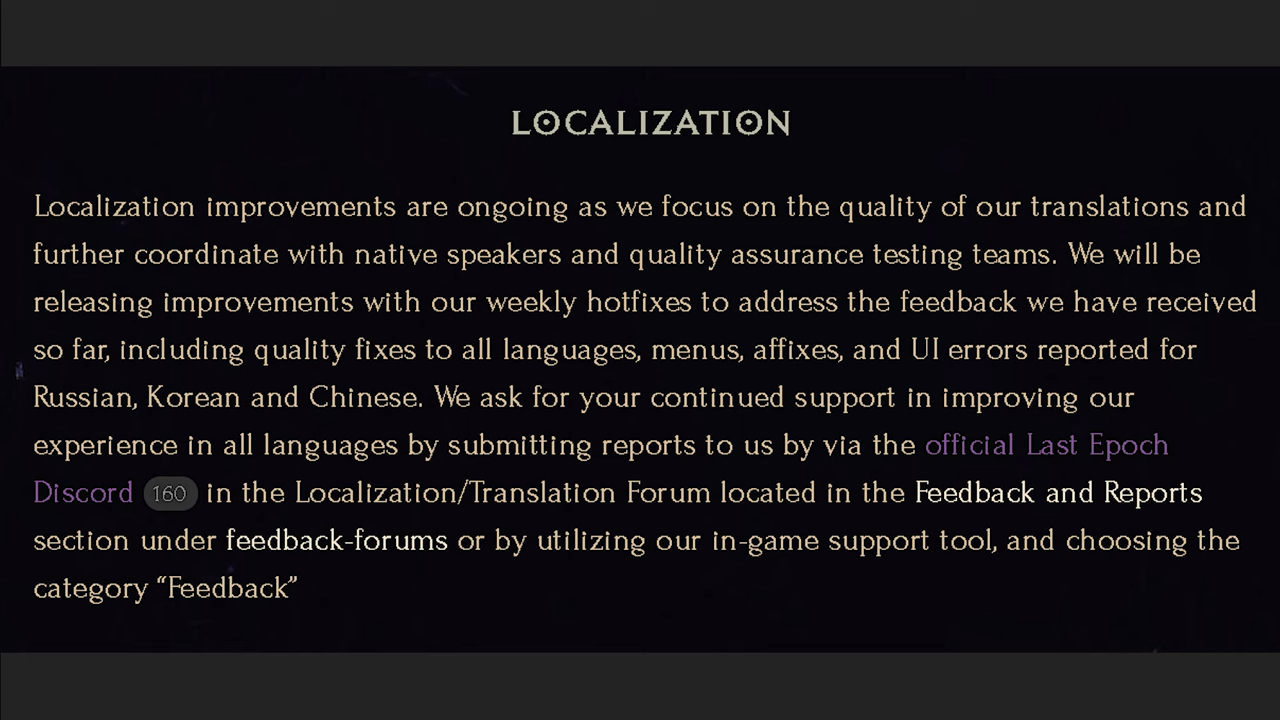 LOCALIZATION
Localization improvements are ongoing as we focus on the quality of our translations and
further coordinate with native speakers and quality assurance testing teams. We will be
releasing improvements with our weekly hotfixes to address the feedback we have received
so far, including quality fixes to all languages, menus, affixes, and UI errors reported for
Russian, Korean and Chinese. We ask for your continued support in improving our
experience in all languages by submitting reports to us by via the official Last Epoch
Discord 160 in the Localization/Translation Forum located in the Feedback and Reports
section under feedback-forums or by utilizing our in-game support tool, and choosing the
category “Feedback”